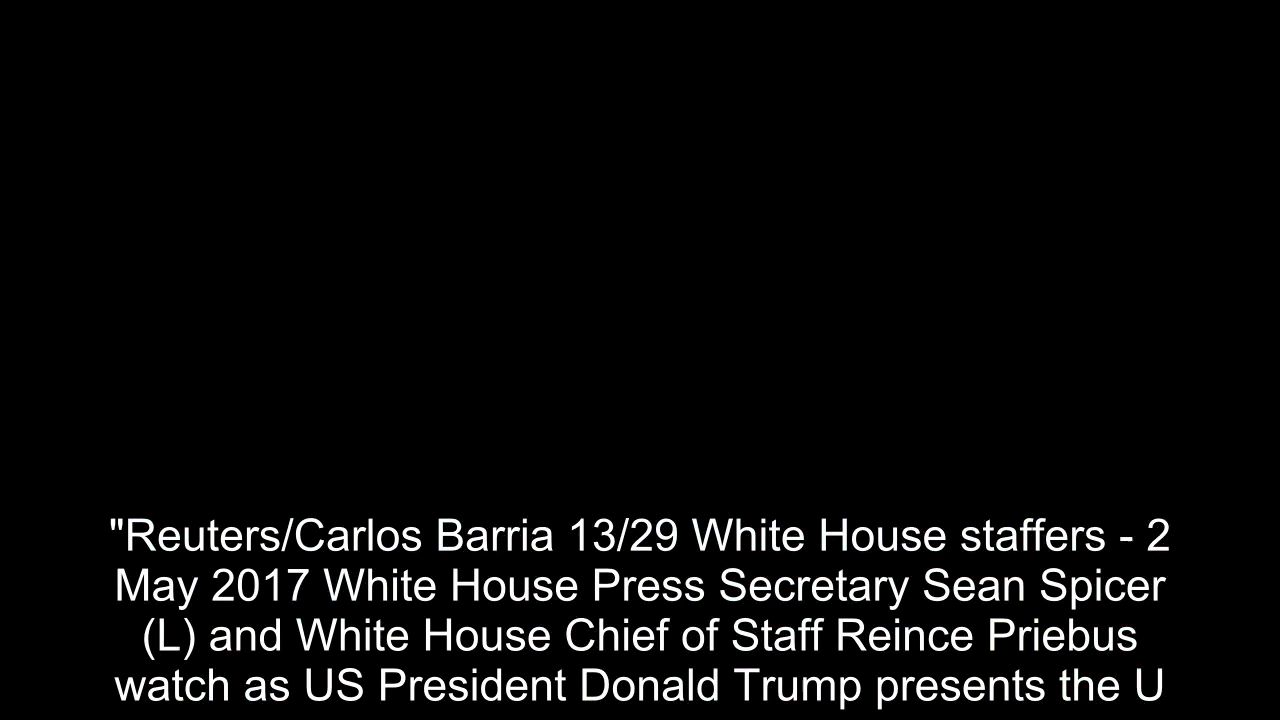 "Reuters/Carlos Barria 13/29 White House staffers - 2
May 2017 White House Press Secretary Sean Spicer
(L) and White House Chief of Staff Reince Priebus
watch as US President Donald Trump presents the U